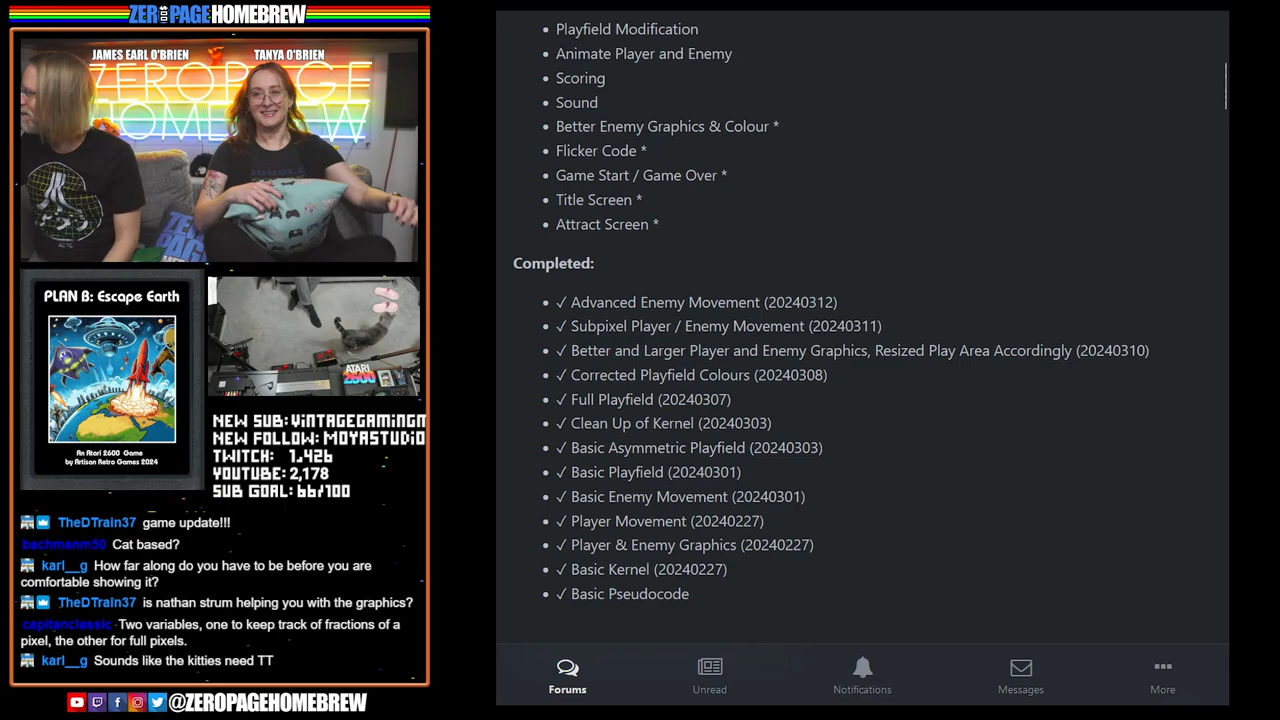 ZEROPAGEHOMEBREW
JAMES EARL O'BRIEN
TANYA O'BRIEN
ZEROPAGE
HOMEBREW
PLAN B: Escape Earth
An Atari 2600 Game
by Artisan Retro Games 2024
ATARI
2600
NEW SUB: VINTAGEGAMINGM
NEW FOLLOW: MOYASTUDIO
TWITCH: 1,426
YOUTUBE: 2,178
SUB GOAL: 66/100
TheDTrain37 game update!!!
bachmanm50 Cat based?
karl__g How far along do you have to be before you are
comfortable showing it?
TheDTrain37 is nathan strum helping you with the graphics?
capitanclassic Two variables, one to keep track of fractions of a
pixel, the other for full pixels.
karl__g Sounds like the kitties need TT
@ZEROPAGEHOMEBREW
• Playfield Modification
• Animate Player and Enemy
• Scoring
• Sound
• Better Enemy Graphics & Colour *
• Flicker Code *
• Game Start / Game Over *
• Title Screen *
• Attract Screen *
Completed:
• ✓ Advanced Enemy Movement (20240312)
• ✓ Subpixel Player / Enemy Movement (20240311)
• ✓ Better and Larger Player and Enemy Graphics, Resized Play Area Accordingly (20240310)
• ✓ Corrected Playfield Colours (20240308)
• ✓ Full Playfield (20240307)
• ✓ Clean Up of Kernel (20240303)
• ✓ Basic Asymmetric Playfield (20240303)
• ✓ Basic Playfield (20240301)
• ✓ Basic Enemy Movement (20240301)
• ✓ Player Movement (20240227)
• ✓ Player & Enemy Graphics (20240227)
• ✓ Basic Kernel (20240227)
• ✓ Basic Pseudocode
Forums
Unread
Notifications
Messages
More